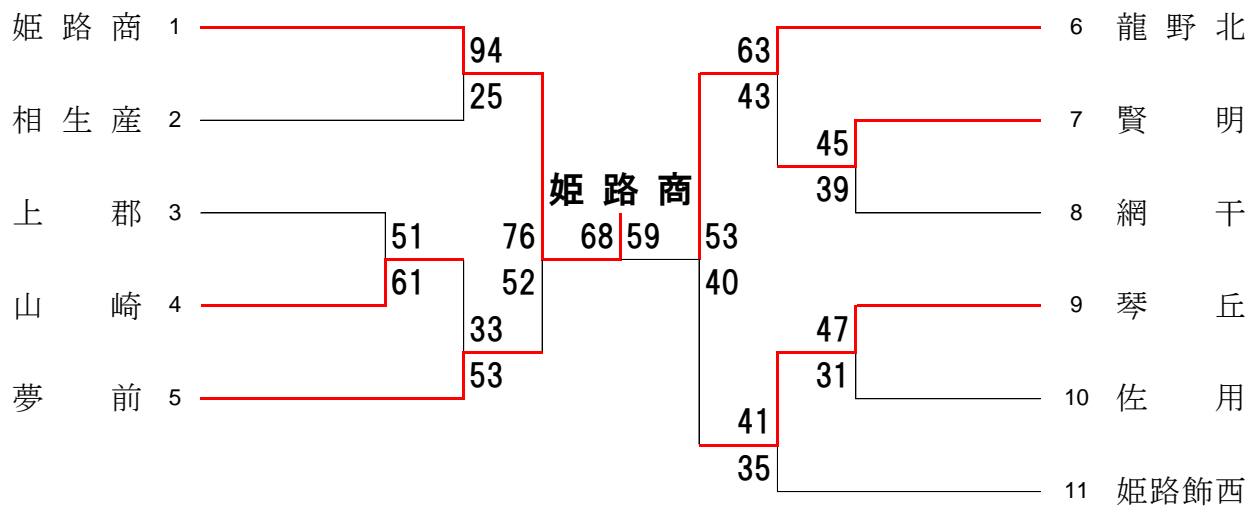 姫路商 1
相生産 2
上郡 3
山崎 4
夢前 5
94
25
51
61
33
53
76
52
姫路商
68 59
53
40
63
43
45
39
47
31
41
35
6 龍野北
7 賢明
8 網干
9 琴丘
10 佐用
11 姫路飾西